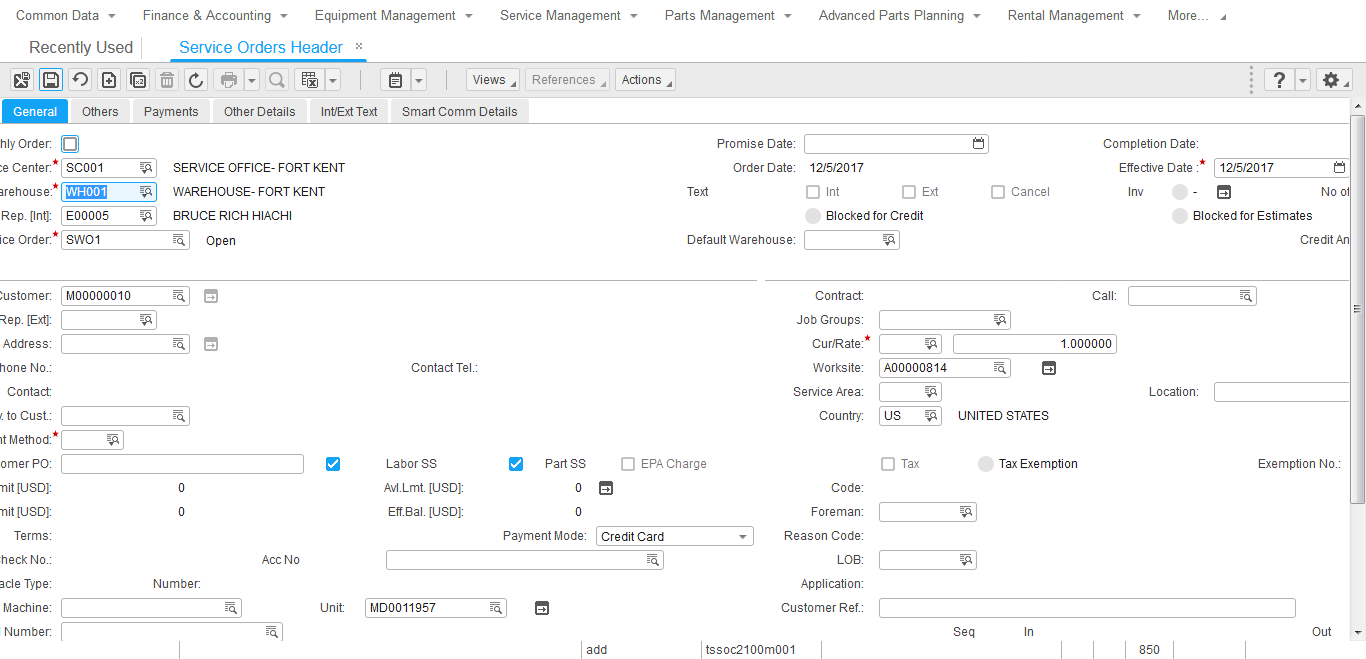 Common Data Finance & Accounting Equipment Management Service Management Parts Management Advanced Parts Planning Rental Management More...
Recently Used Service Orders Header ×
Views References Actions ?
General Others Payments Other Details Int/Ext Text Smart Comm Details
hly Order: Promise Date: Completion Date:
ce Center:* SC001 SERVICE OFFICE- FORT KENT Order Date: 12/5/2017 Effective Date :* 12/5/2017
arehouse:* WH001 WAREHOUSE- FORT KENT Text Int Ext Cancel Inv - No of
Rep. [Int]: E00005 BRUCE RICH HIACHI Blocked for Credit Blocked for Estimates
ice Order:* SWO1 Open Default Warehouse: Credit An
Customer: M00000010 Contract: Call:
Rep. [Ext]: Job Groups:
Address: Cur/Rate:* 1.000000
hone No.: Contact Tel.: Worksite: A00000814
Contact: Service Area: Location:
y. to Cust.: Country: US UNITED STATES
nt Method:*
omer PO: Labor SS Part SS EPA Charge Tax Tax Exemption Exemption No.:
mit [USD]: 0 Avl.Lmt. [USD]: 0 Code:
mit [USD]: 0 Eff.Bal. [USD]: 0 Foreman:
Terms: Payment Mode: Credit Card Reason Code:
Check No.: Acc No LOB:
acle Type: Number: Application:
Machine: Unit: MD0011957 Customer Ref.:
l Number: Seq In Out
add tssoc2100m001 850